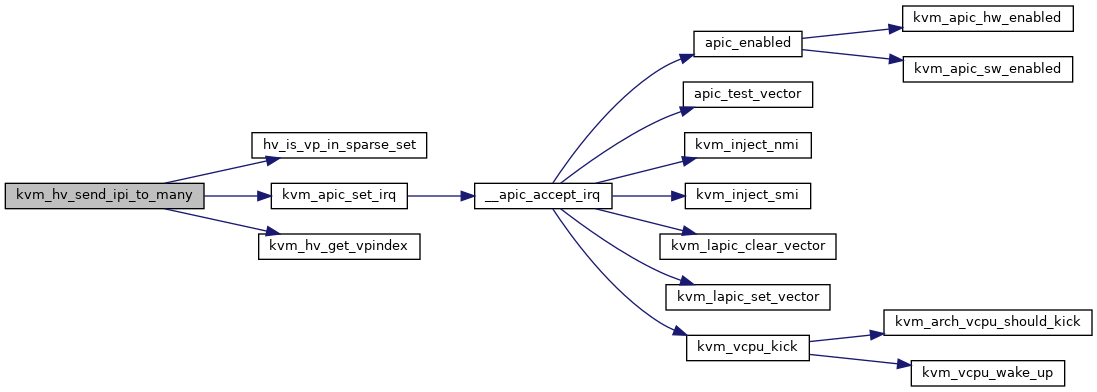 kvm_hv_send_ipi_to_many
hv_is_vp_in_sparse_set
kvm_apic_set_irq
kvm_hv_get_vpindex
__apic_accept_irq
apic_enabled
apic_test_vector
kvm_inject_nmi
kvm_inject_smi
kvm_lapic_clear_vector
kvm_lapic_set_vector
kvm_vcpu_kick
kvm_apic_hw_enabled
kvm_apic_sw_enabled
kvm_arch_vcpu_should_kick
kvm_vcpu_wake_up